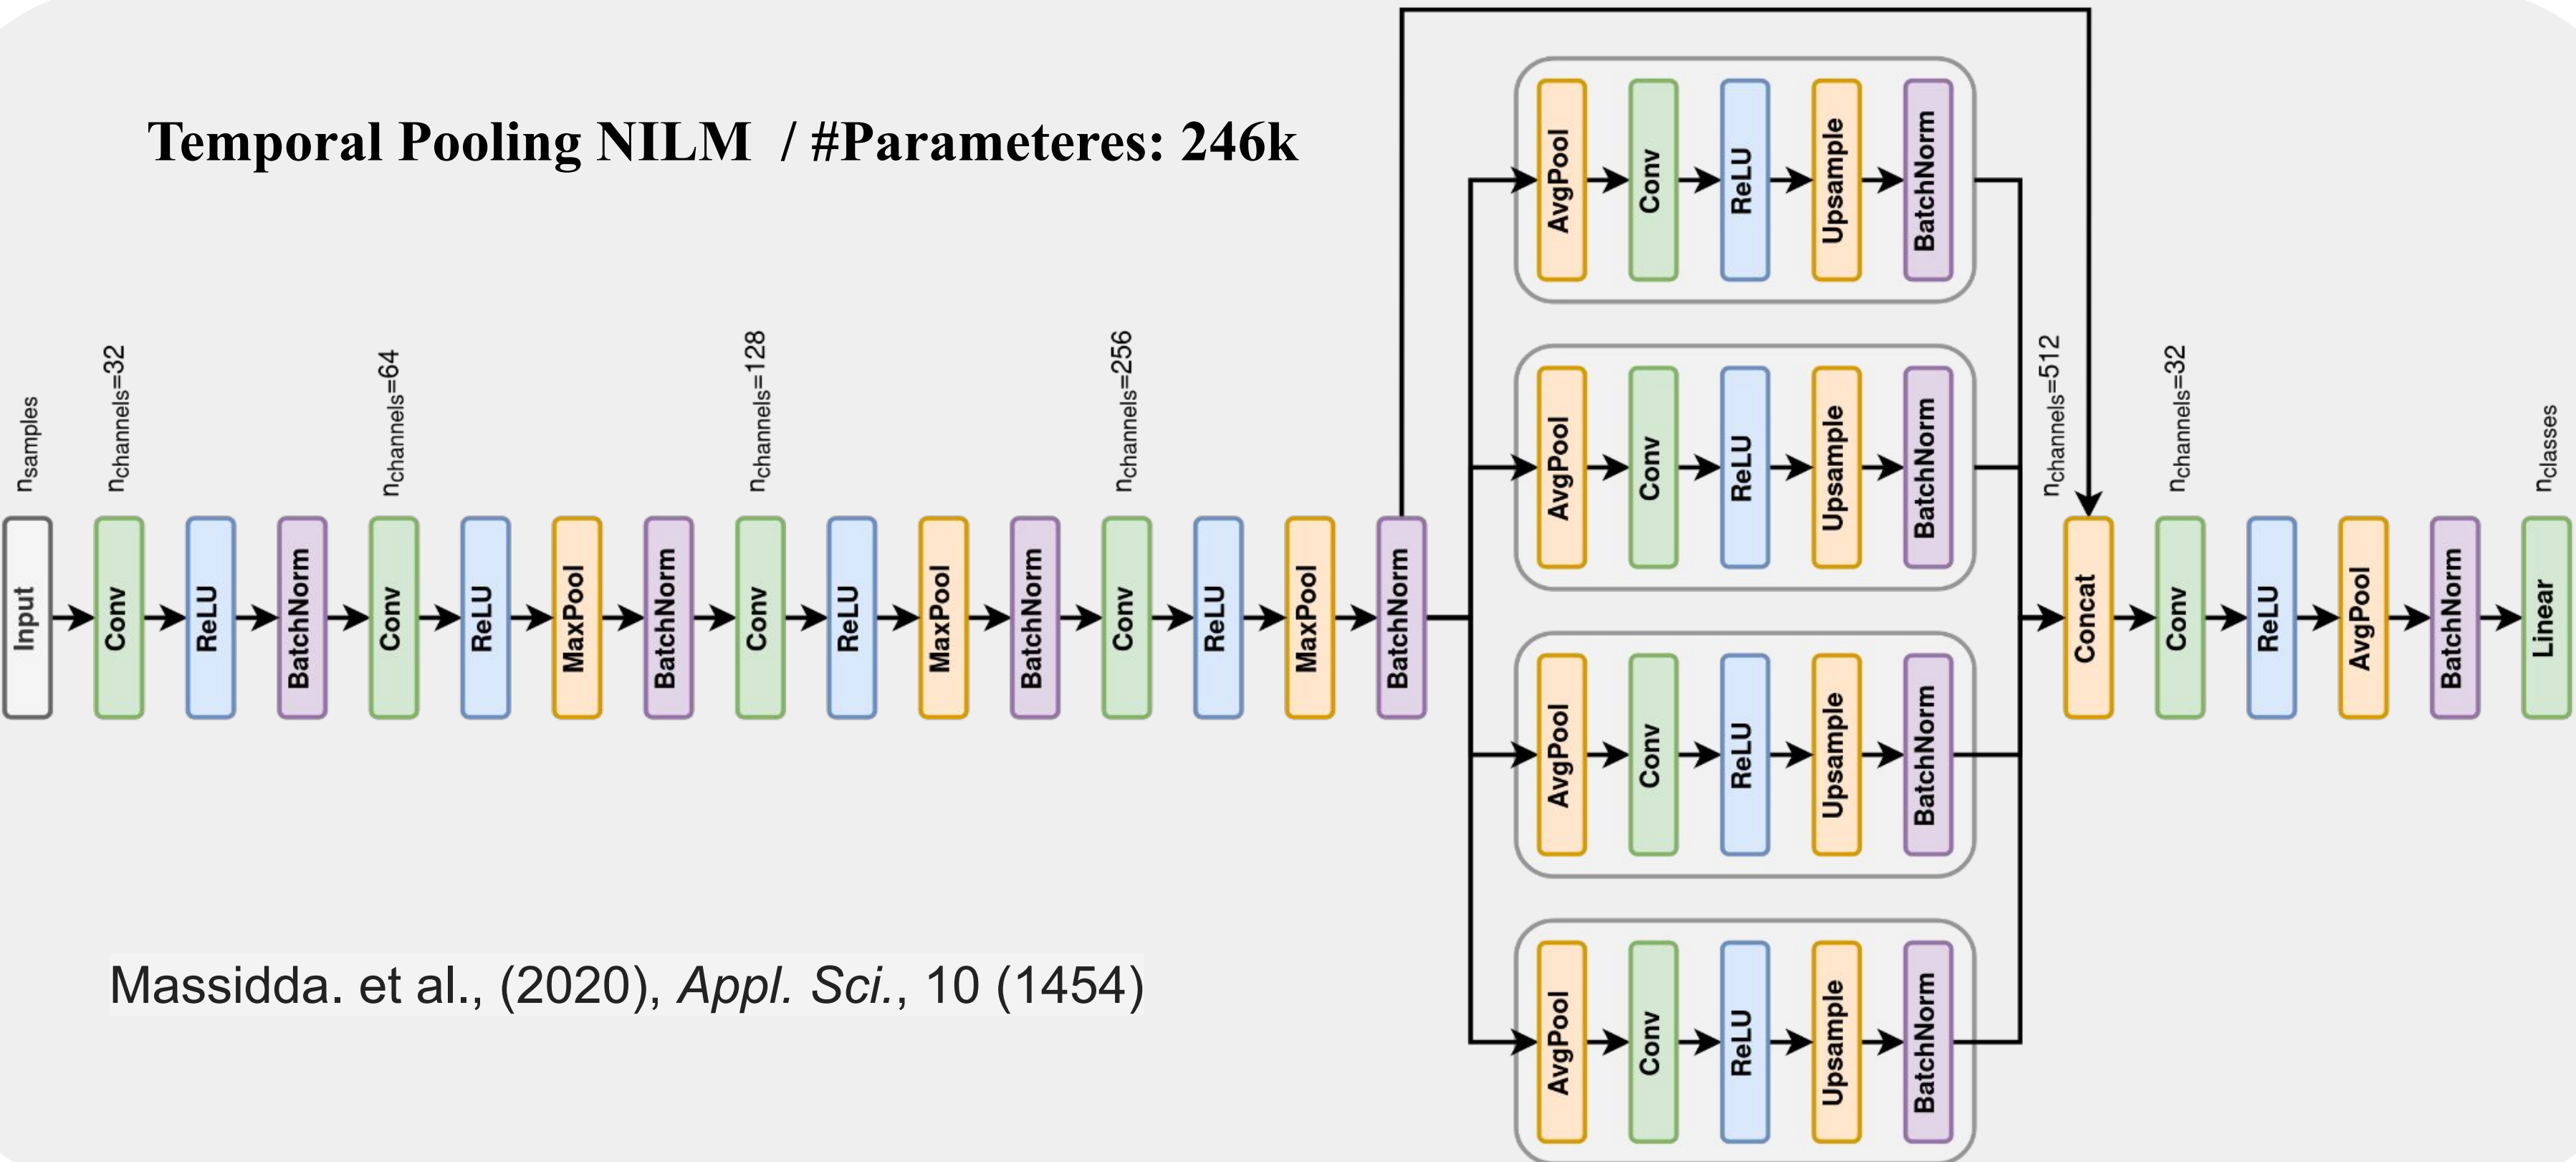 Temporal Pooling NILM / #Parameteres: 246k
nsamples
nchannels=32
nchannels=64
nchannels=128
nchannels=256
nchannels=512
nchannels=32
nclasses
Input
Conv
ReLU
BatchNorm
Conv
ReLU
MaxPool
BatchNorm
Conv
ReLU
MaxPool
BatchNorm
Conv
ReLU
MaxPool
BatchNorm
AvgPool
Conv
ReLU
Upsample
BatchNorm
AvgPool
Conv
ReLU
Upsample
BatchNorm
AvgPool
Conv
ReLU
Upsample
BatchNorm
AvgPool
Conv
ReLU
Upsample
BatchNorm
Concat
Conv
ReLU
AvgPool
BatchNorm
Linear
Massidda. et al., (2020), Appl. Sci., 10 (1454)